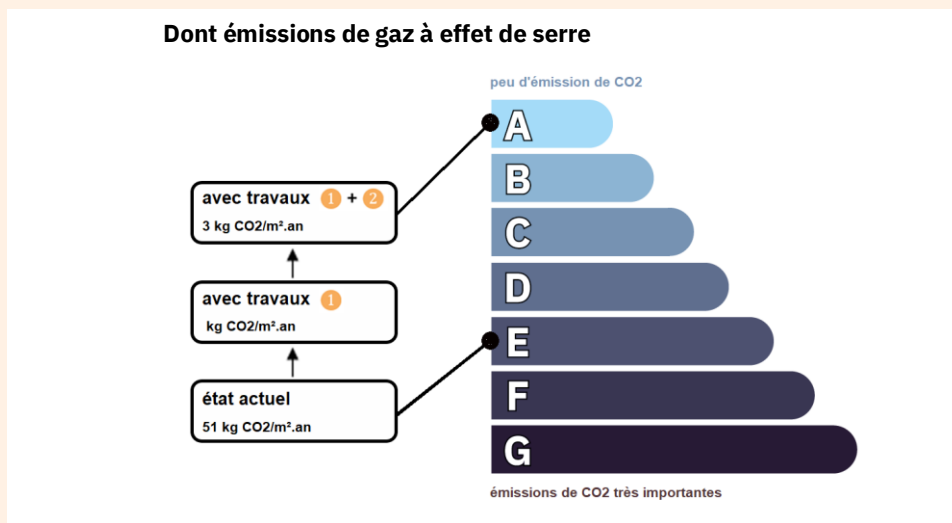 Dont émissions de gaz à effet de serre
peu d'émission de CO2
A
B
C
D
E
F
G
émissions de CO2 très importantes
avec travaux 1 + 2
3 kg CO2/m².an
avec travaux 1
kg CO2/m².an
état actuel
51 kg CO2/m².an